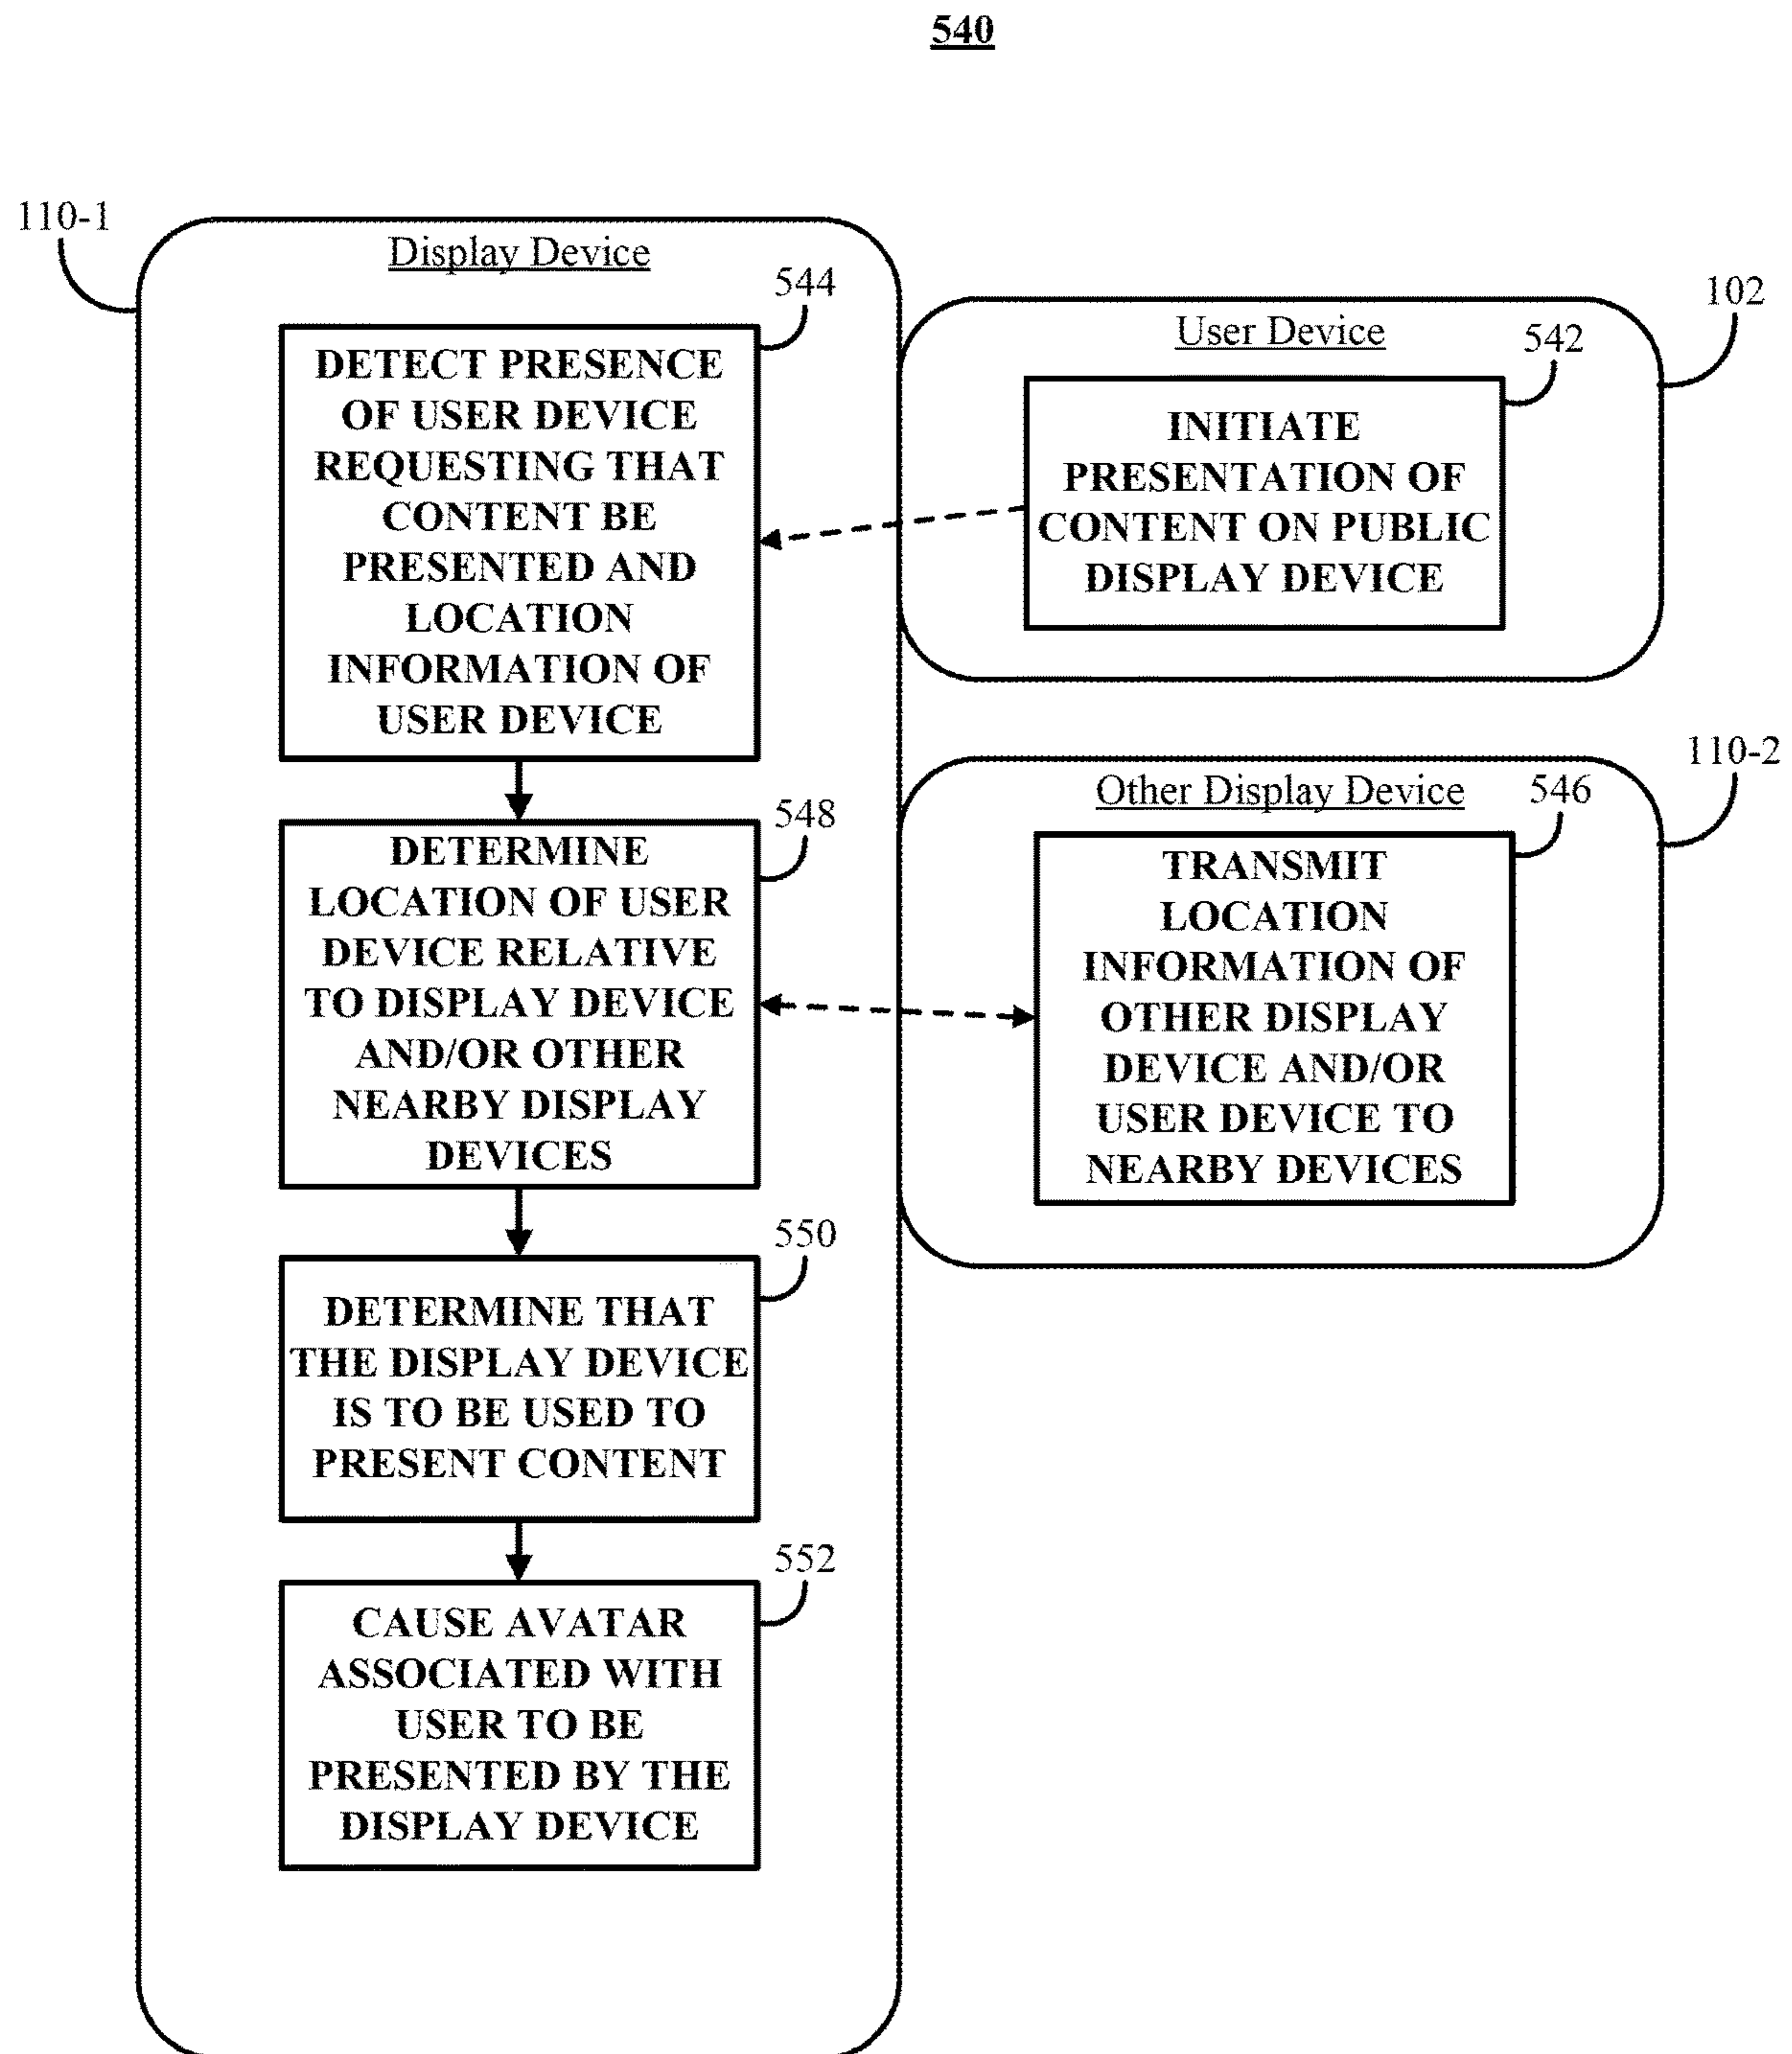 540
110-1
Display Device
544
DETECT PRESENCE
OF USER DEVICE
REQUESTING THAT
CONTENT BE
PRESENTED AND
LOCATION
INFORMATION OF
USER DEVICE
102
User Device
542
INITIATE
PRESENTATION OF
CONTENT ON PUBLIC
DISPLAY DEVICE
548
DETERMINE
LOCATION OF USER
DEVICE RELATIVE
TO DISPLAY DEVICE
AND/OR OTHER
NEARBY DISPLAY
DEVICES
110-2
Other Display Device
546
TRANSMIT
LOCATION
INFORMATION OF
OTHER DISPLAY
DEVICE AND/OR
USER DEVICE TO
NEARBY DEVICES
550
DETERMINE THAT
THE DISPLAY DEVICE
IS TO BE USED TO
PRESENT CONTENT
552
CAUSE AVATAR
ASSOCIATED WITH
USER TO BE
PRESENTED BY THE
DISPLAY DEVICE